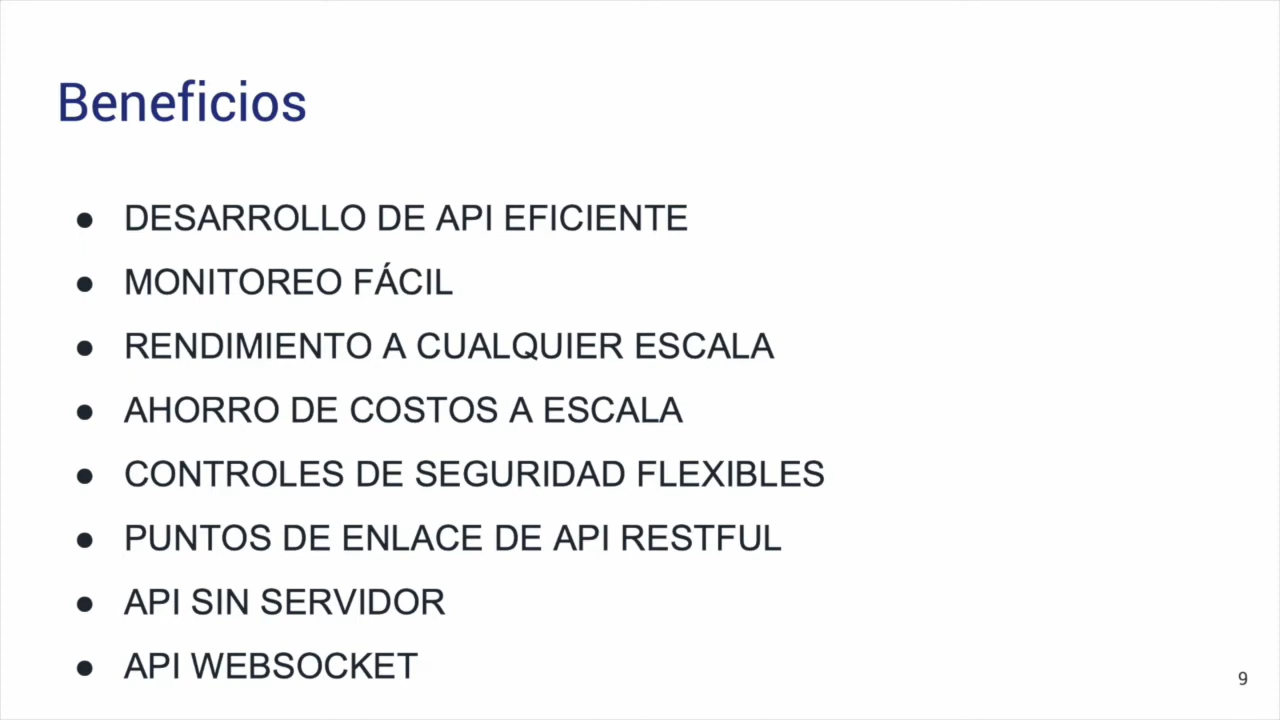 Beneficios
● DESARROLLO DE API EFICIENTE
● MONITOREO FÁCIL
● RENDIMIENTO A CUALQUIER ESCALA
● AHORRO DE COSTOS A ESCALA
● CONTROLES DE SEGURIDAD FLEXIBLES
● PUNTOS DE ENLACE DE API RESTFUL
● API SIN SERVIDOR
● API WEBSOCKET
9